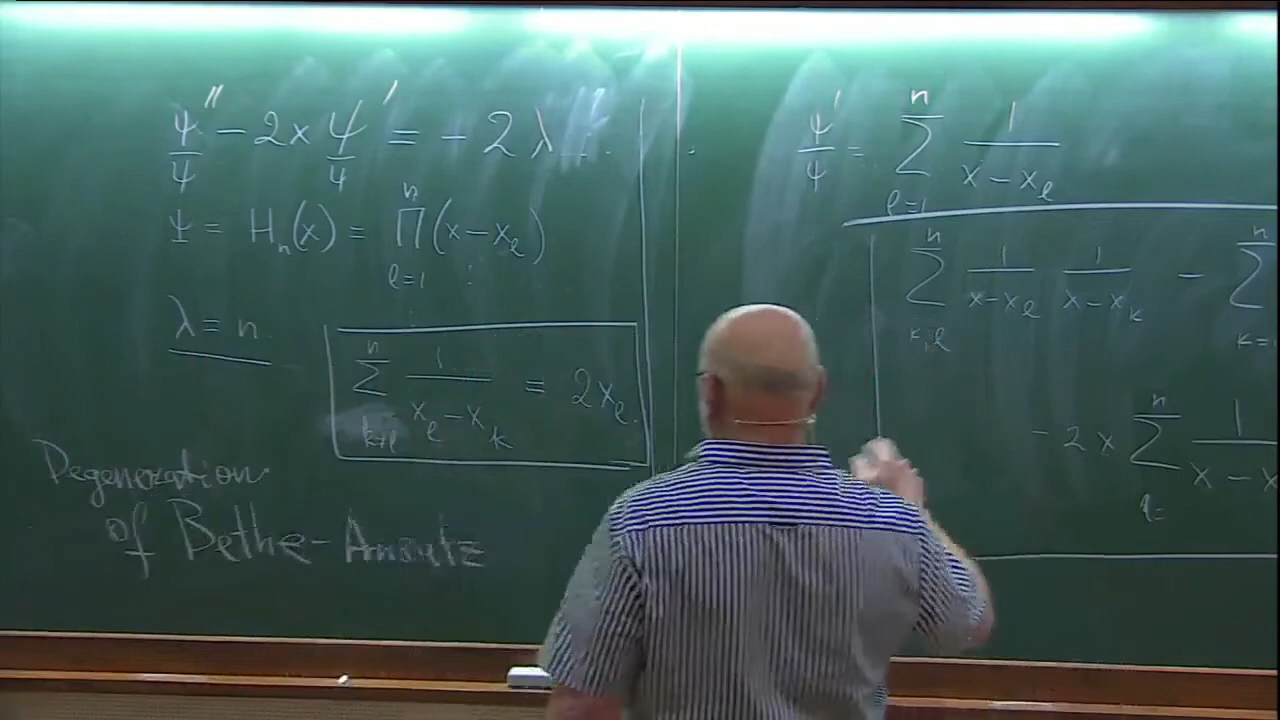 Ψ''/Ψ − 2x Ψ'/Ψ = −2λ
Ψ = Hₙ(x) = ∏_{ℓ=1}^{n} (x−x_ℓ)
λ = n
∑_{k≠ℓ}^{n} 1/(x_ℓ−x_k) = 2x_ℓ
Degeneration
of Bethe-Ansatz
Ψ'/Ψ = ∑_{ℓ=1}^{n} 1/(x−x_ℓ)
∑_{k,ℓ}^{n} 1/(x−x_ℓ) 1/(x−x_k) − ∑_{k=}^{n}
−2x ∑_{ℓ=}^{n} 1/(x−x